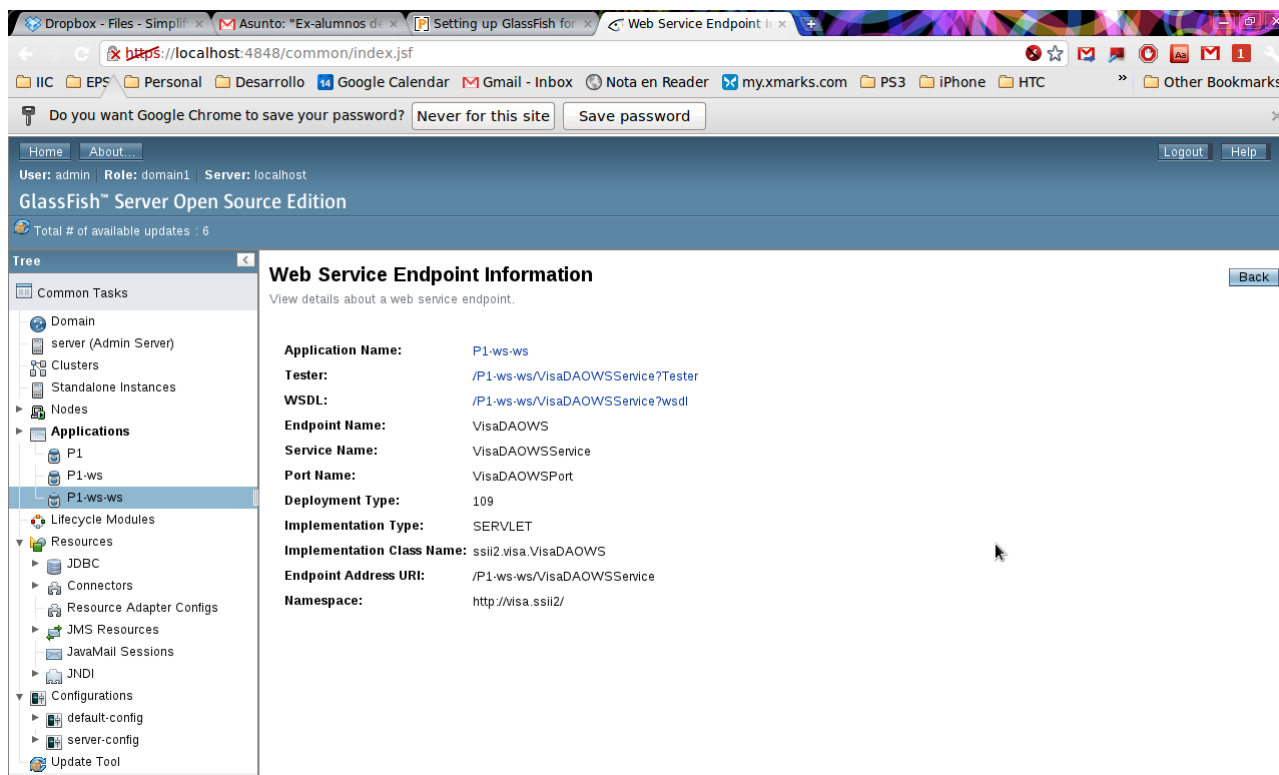 Dropbox - Files - Simplif
Asunto: "Ex-alumnos de
Setting up GlassFish for
Web Service Endpoint I
https://localhost:4848/common/index.jsf
Aa
1
IIC EPS Personal Desarrollo 14 Google Calendar Gmail - Inbox Nota en Reader my.xmarks.com PS3 iPhone HTC » Other Bookmarks
Do you want Google Chrome to save your password? Never for this site Save password
Home About... Logout Help
User: admin Role: domain1 Server: localhost
GlassFish™ Server Open Source Edition
Total # of available updates : 6
Tree
Common Tasks
Domain
server (Admin Server)
Clusters
Standalone Instances
Nodes
Applications
P1
P1-ws
P1-ws-ws
Lifecycle Modules
Resources
JDBC
Connectors
Resource Adapter Configs
JMS Resources
JavaMail Sessions
JNDI
Configurations
default-config
server-config
Update Tool
Web Service Endpoint Information
Back
View details about a web service endpoint.
Application Name: P1-ws-ws
Tester: /P1-ws-ws/VisaDAOWSService?Tester
WSDL: /P1-ws-ws/VisaDAOWSService?wsdl
Endpoint Name: VisaDAOWS
Service Name: VisaDAOWSService
Port Name: VisaDAOWSPort
Deployment Type: 109
Implementation Type: SERVLET
Implementation Class Name: ssii2.visa.VisaDAOWS
Endpoint Address URI: /P1-ws-ws/VisaDAOWSService
Namespace: http://visa.ssii2/